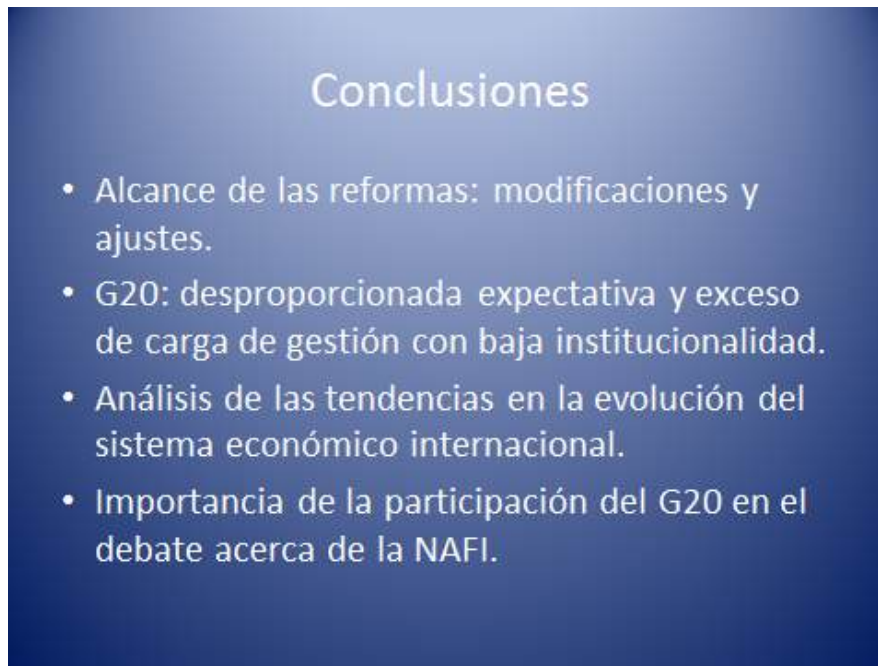 Conclusiones
• Alcance de las reformas: modificaciones y
ajustes.
• G20: desproporcionada expectativa y exceso
de carga de gestión con baja institucionalidad.
• Análisis de las tendencias en la evolución del
sistema económico internacional.
• Importancia de la participación del G20 en el
debate acerca de la NAFI.